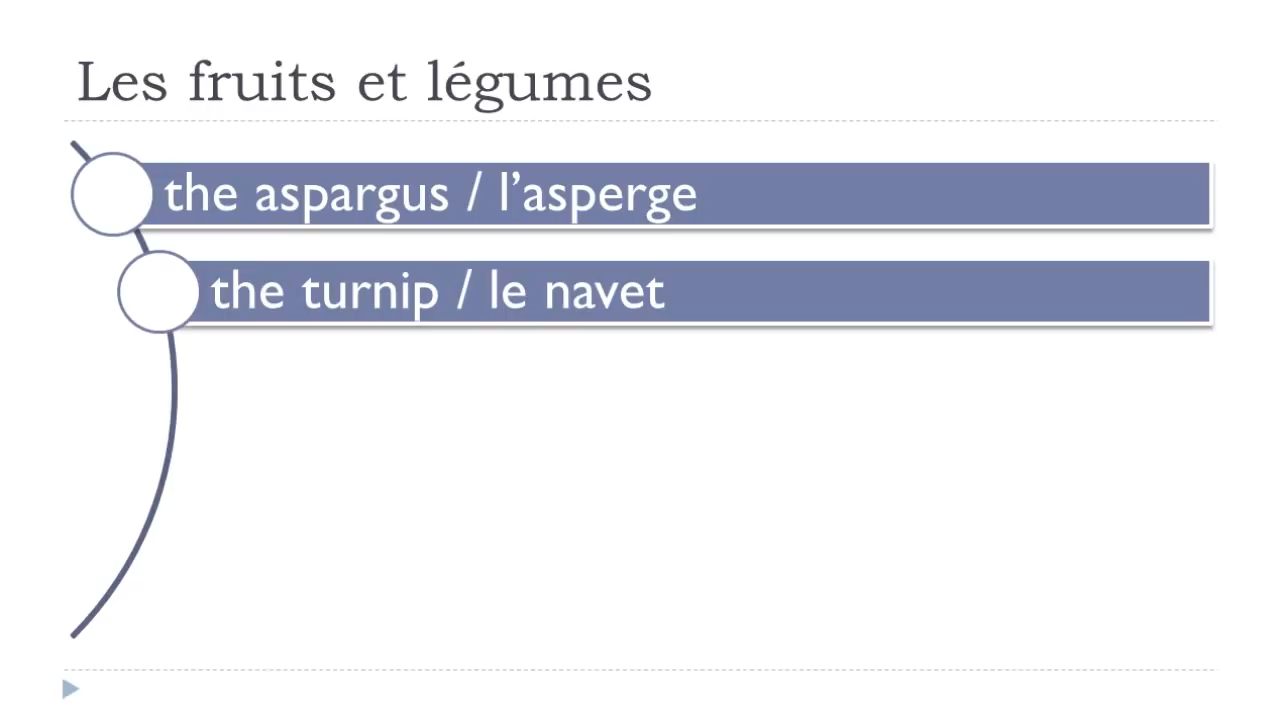 Les fruits et légumes
the aspargus / l’asperge
the turnip / le navet